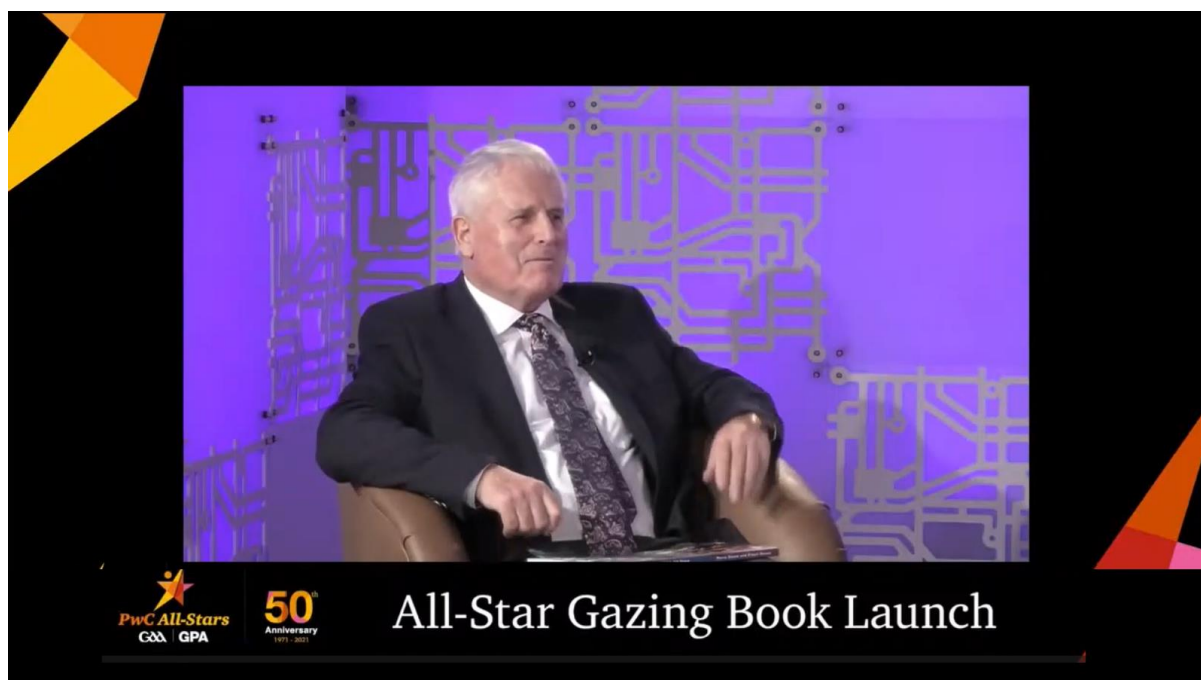 PwC All-Stars
GAA GPA
50th
Anniversary
1971 - 2021
All-Star Gazing Book Launch